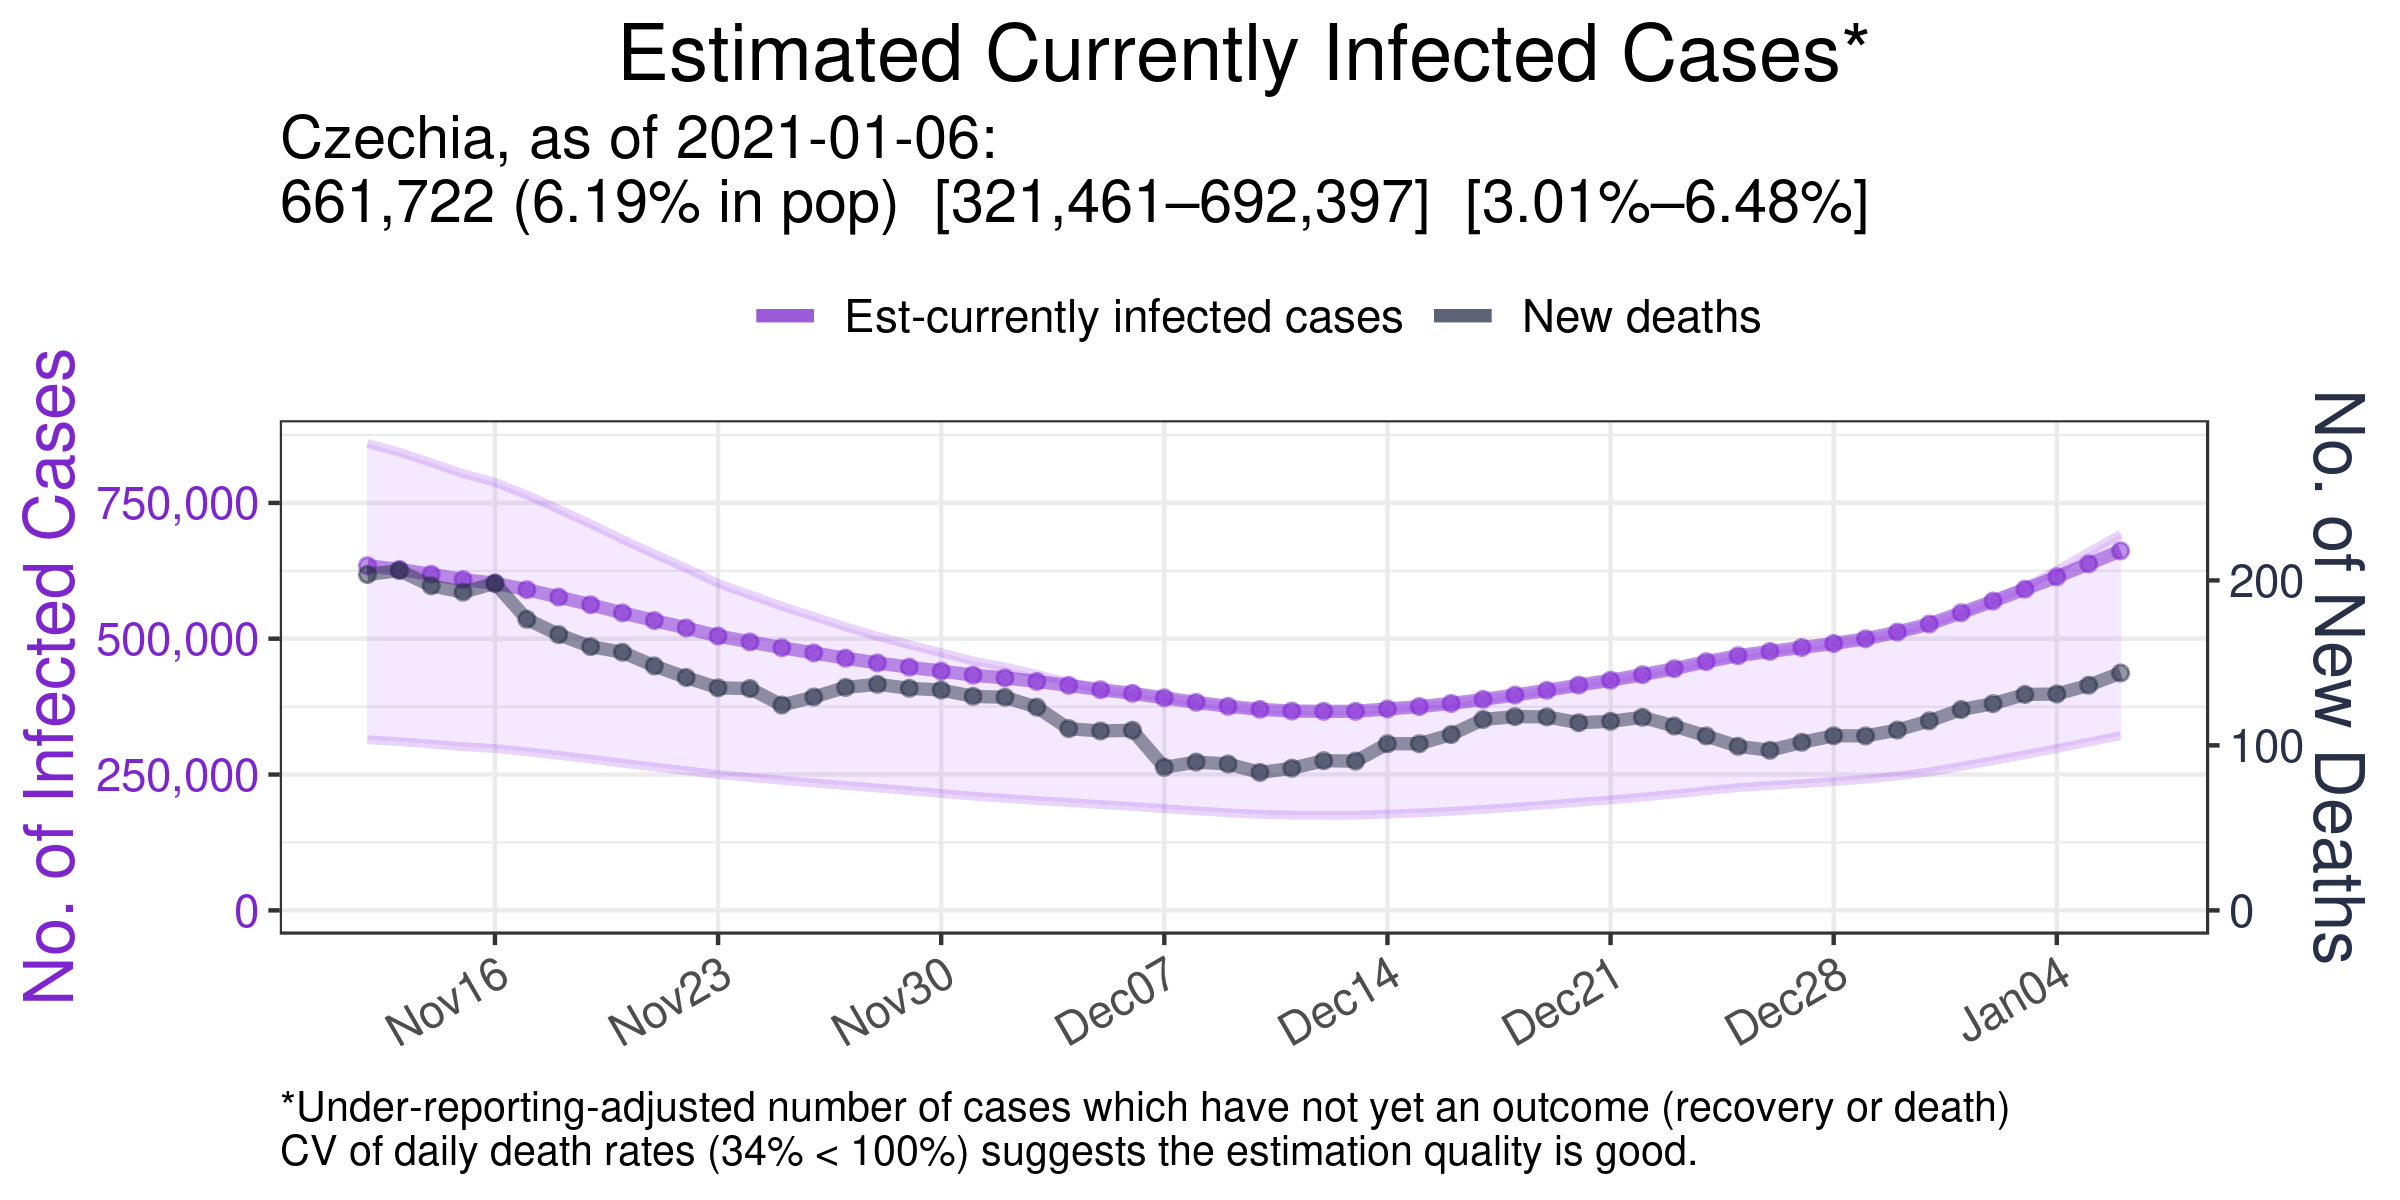 Estimated Currently Infected Cases*
Czechia, as of 2021-01-06:
661,722 (6.19% in pop) [321,461–692,397] [3.01%–6.48%]
Est-currently infected cases New deaths
No. of Infected Cases
750,000
500,000
250,000
0
200
100
0
No. of New Deaths
Nov16 Nov23 Nov30 Dec07 Dec14 Dec21 Dec28 Jan04
*Under-reporting-adjusted number of cases which have not yet an outcome (recovery or death)
CV of daily death rates (34% < 100%) suggests the estimation quality is good.